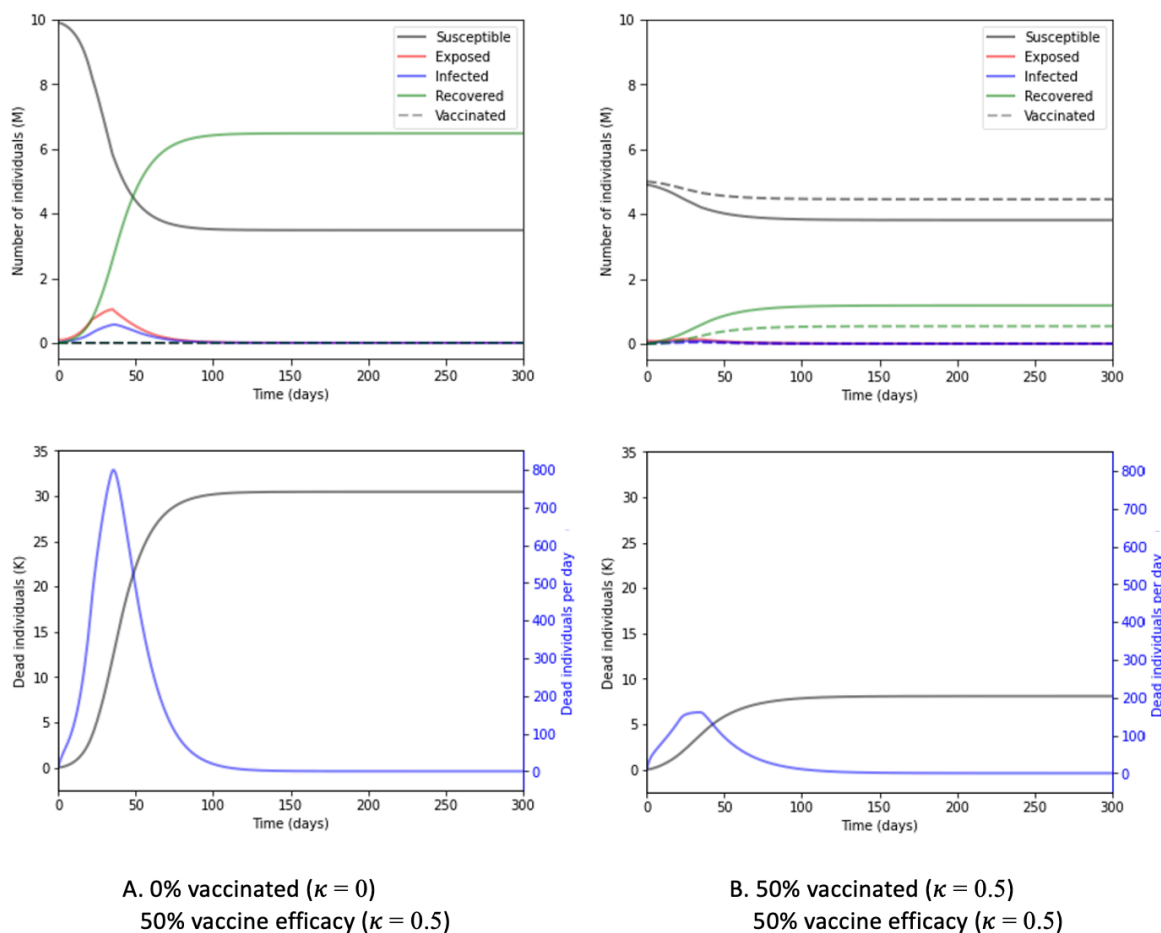 10
8
6
4
2
0
Number of individuals (M)
Susceptible
Exposed
Infected
Recovered
Vaccinated
0 50 100 150 200 250 300
Time (days)
10
8
6
4
2
0
Number of individuals (M)
Susceptible
Exposed
Infected
Recovered
Vaccinated
0 50 100 150 200 250 300
Time (days)
35
30
25
20
15
10
5
0
Dead individuals (K)
800
700
600
500
400
300
200
100
0
Dead individuals per day
0 50 100 150 200 250 300
Time (days)
35
30
25
20
15
10
5
0
Dead individuals (K)
800
700
600
500
400
300
200
100
0
Dead individuals per day
0 50 100 150 200 250 300
Time (days)
A. 0% vaccinated (κ = 0)
50% vaccine efficacy (κ = 0.5)
B. 50% vaccinated (κ = 0.5)
50% vaccine efficacy (κ = 0.5)